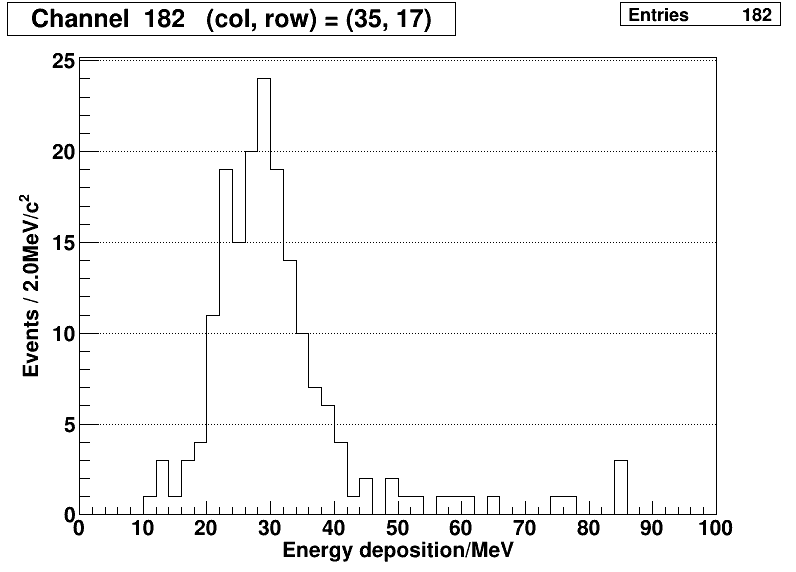 Channel 182 (col, row) = (35, 17)
Entries 182
Events / 2.0MeV/c²
25
20
15
10
5
0
0 10 20 30 40 50 60 70 80 90 100
Energy deposition/MeV